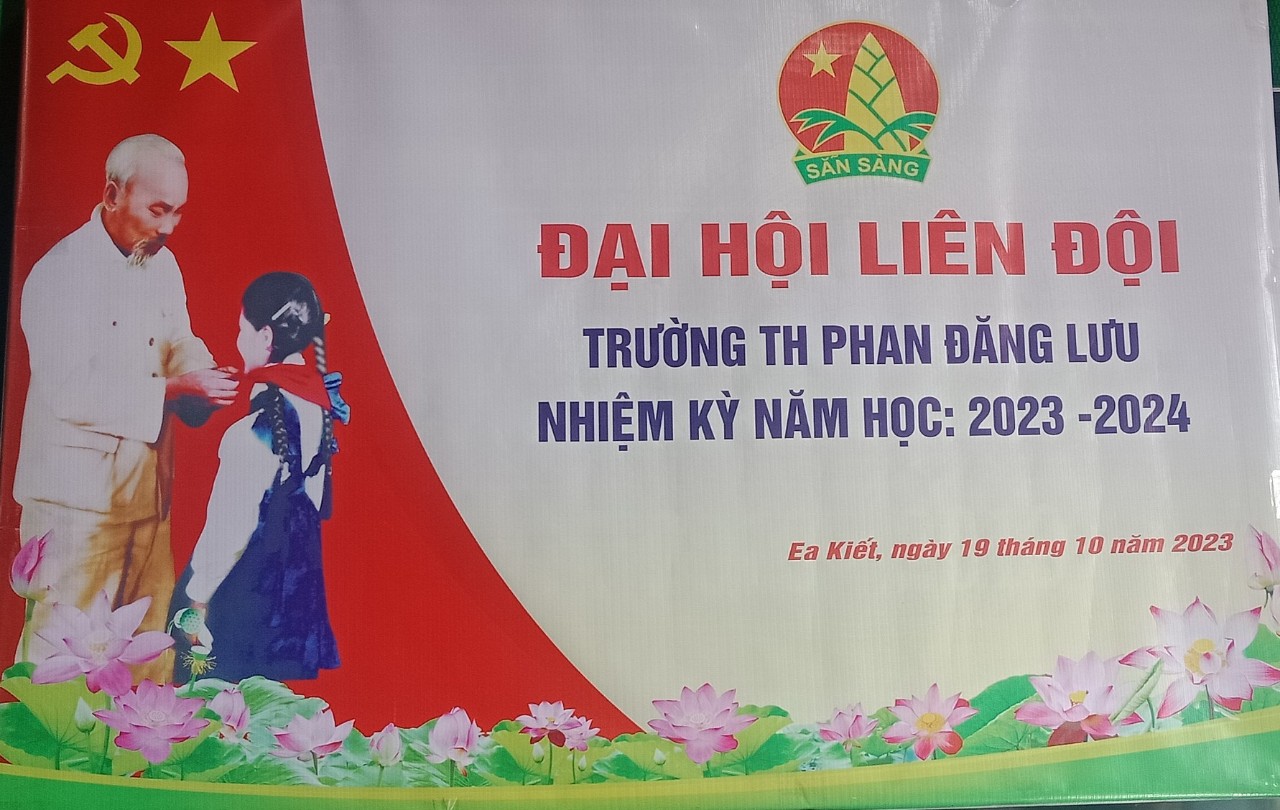 SẴN SÀNG
ĐẠI HỘI LIÊN ĐỘI
TRƯỜNG TH PHAN ĐĂNG LƯU
NHIỆM KỲ NĂM HỌC: 2023 -2024
Ea Kiết, ngày 19 tháng 10 năm 2023